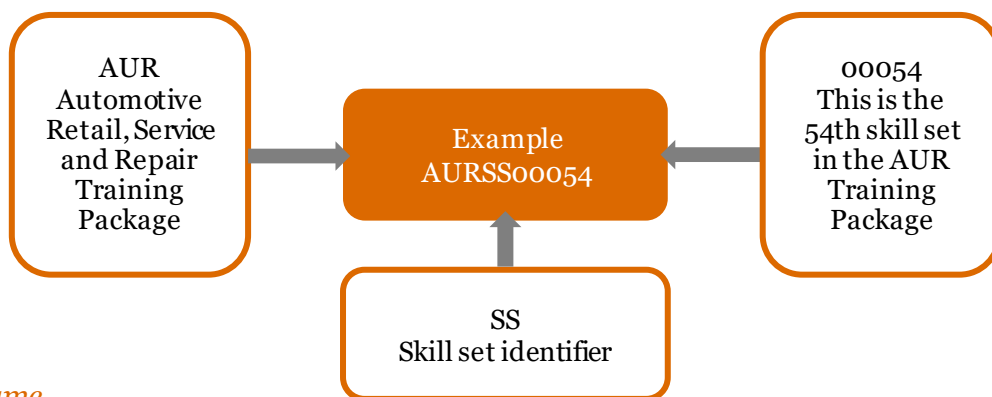 AUR
Automotive
Retail, Service
and Repair
Training
Package
Example
AURSS00054
00054
This is the
54th skill set
in the AUR
Training
Package
SS
Skill set identifier